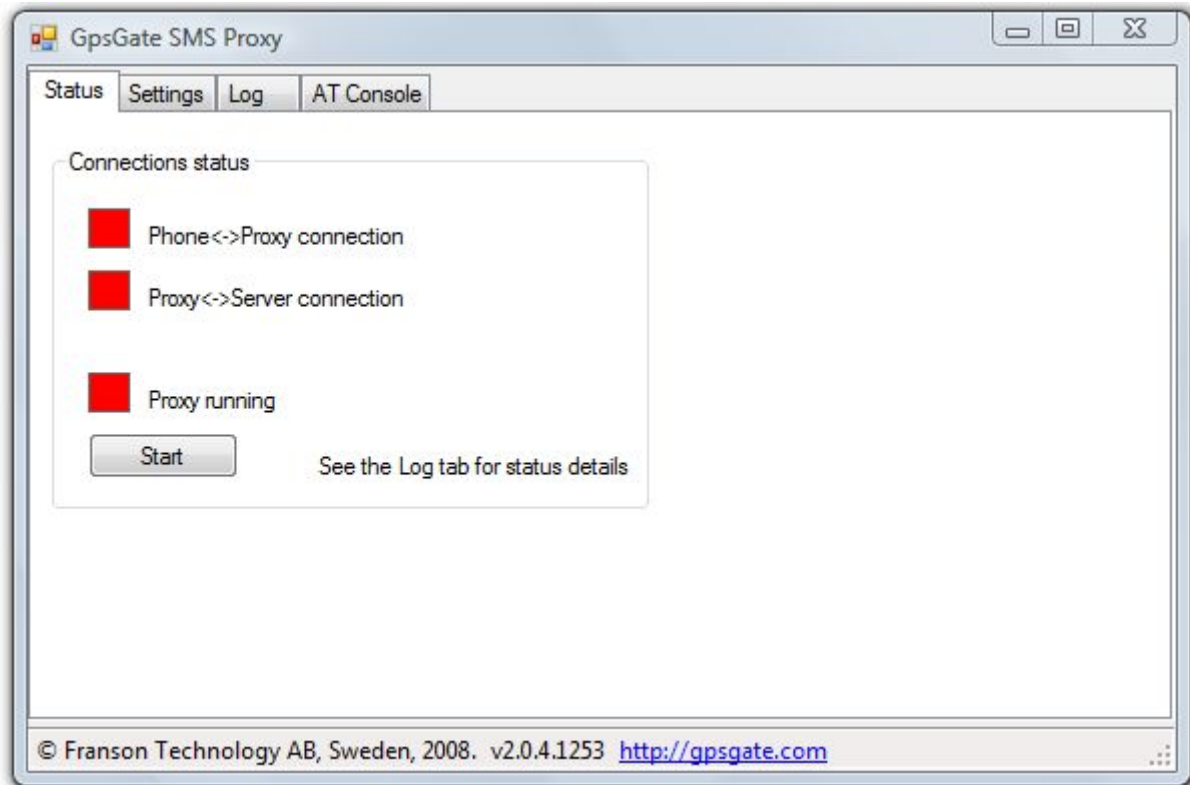 GpsGate SMS Proxy
Status Settings Log AT Console
Connections status
Phone<->Proxy connection
Proxy<->Server connection
Proxy running
Start See the Log tab for status details
© Franson Technology AB, Sweden, 2008. v2.0.4.1253 http://gpsgate.com